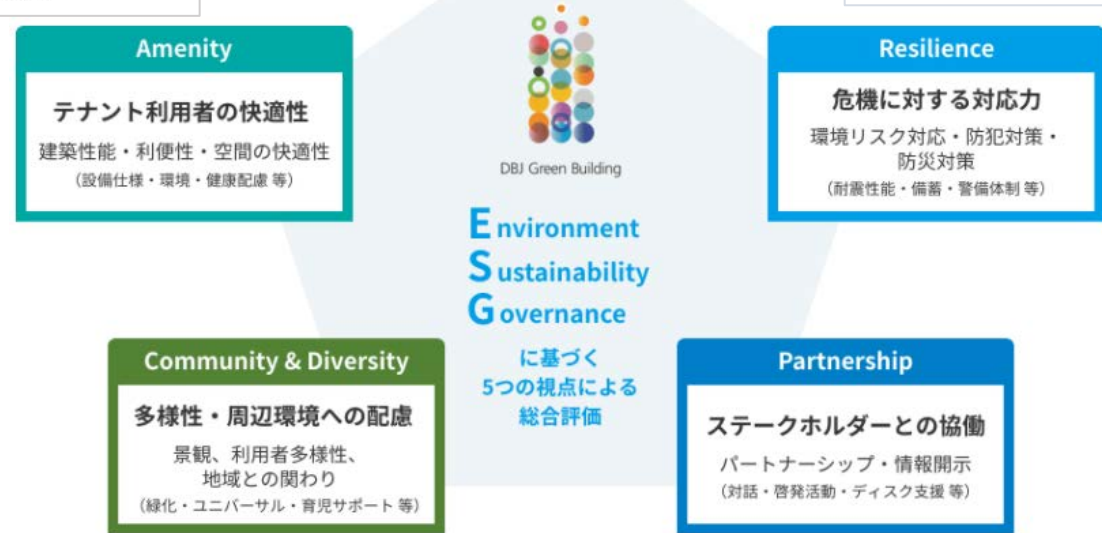 Amenity
テナント利用者の快適性
建築性能・利便性・空間の快適性
（設備仕様・環境・健康配慮 等）
DBJ Green Building
Resilience
危機に対する対応力
環境リスク対応・防犯対策・
防災対策
（耐震性能・備蓄・警備体制 等）
Environment
Sustainability
Governance
に基づく
5つの視点による
総合評価
Community & Diversity
多様性・周辺環境への配慮
景観、利用者多様性、
地域との関わり
（緑化・ユニバーサル・育児サポート 等）
Partnership
ステークホルダーとの協働
パートナーシップ・情報開示
（対話・啓発活動・ディスク支援 等）